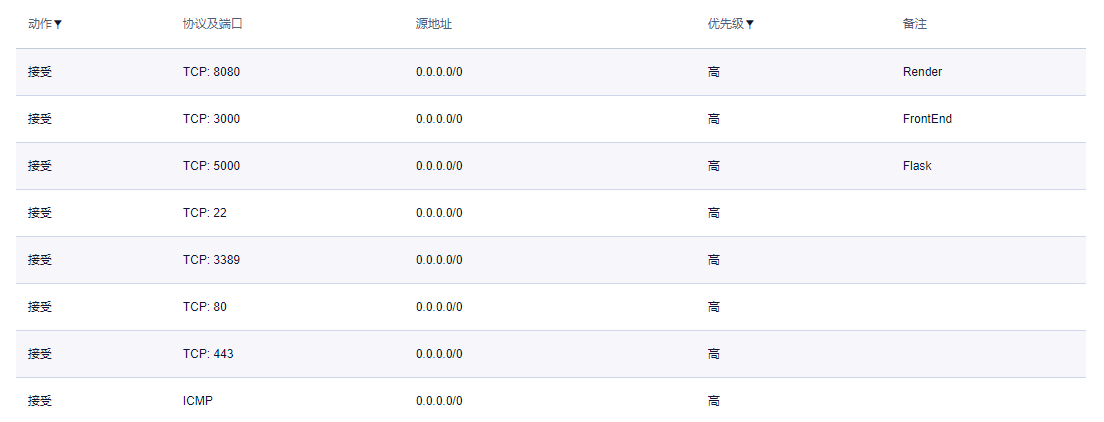 动作 协议及端口 源地址 优先级 备注
接受 TCP: 8080 0.0.0.0/0 高 Render
接受 TCP: 3000 0.0.0.0/0 高 FrontEnd
接受 TCP: 5000 0.0.0.0/0 高 Flask
接受 TCP: 22 0.0.0.0/0 高
接受 TCP: 3389 0.0.0.0/0 高
接受 TCP: 80 0.0.0.0/0 高
接受 TCP: 443 0.0.0.0/0 高
接受 ICMP 0.0.0.0/0 高